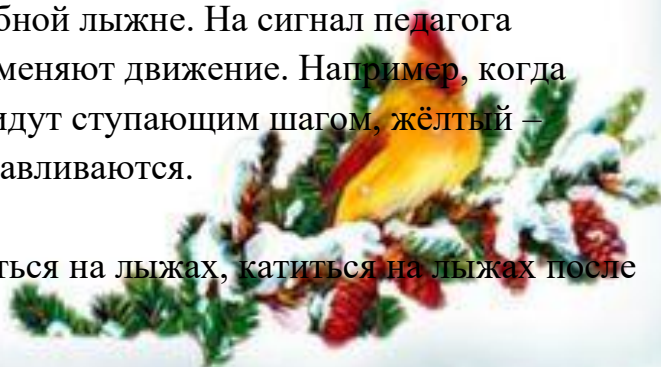 бной лыжне. На сигнал педагога
меняют движение. Например, когда
идут ступающим шагом, жёлтый –
авливаются.
ться на лыжах, катиться на лыжах после